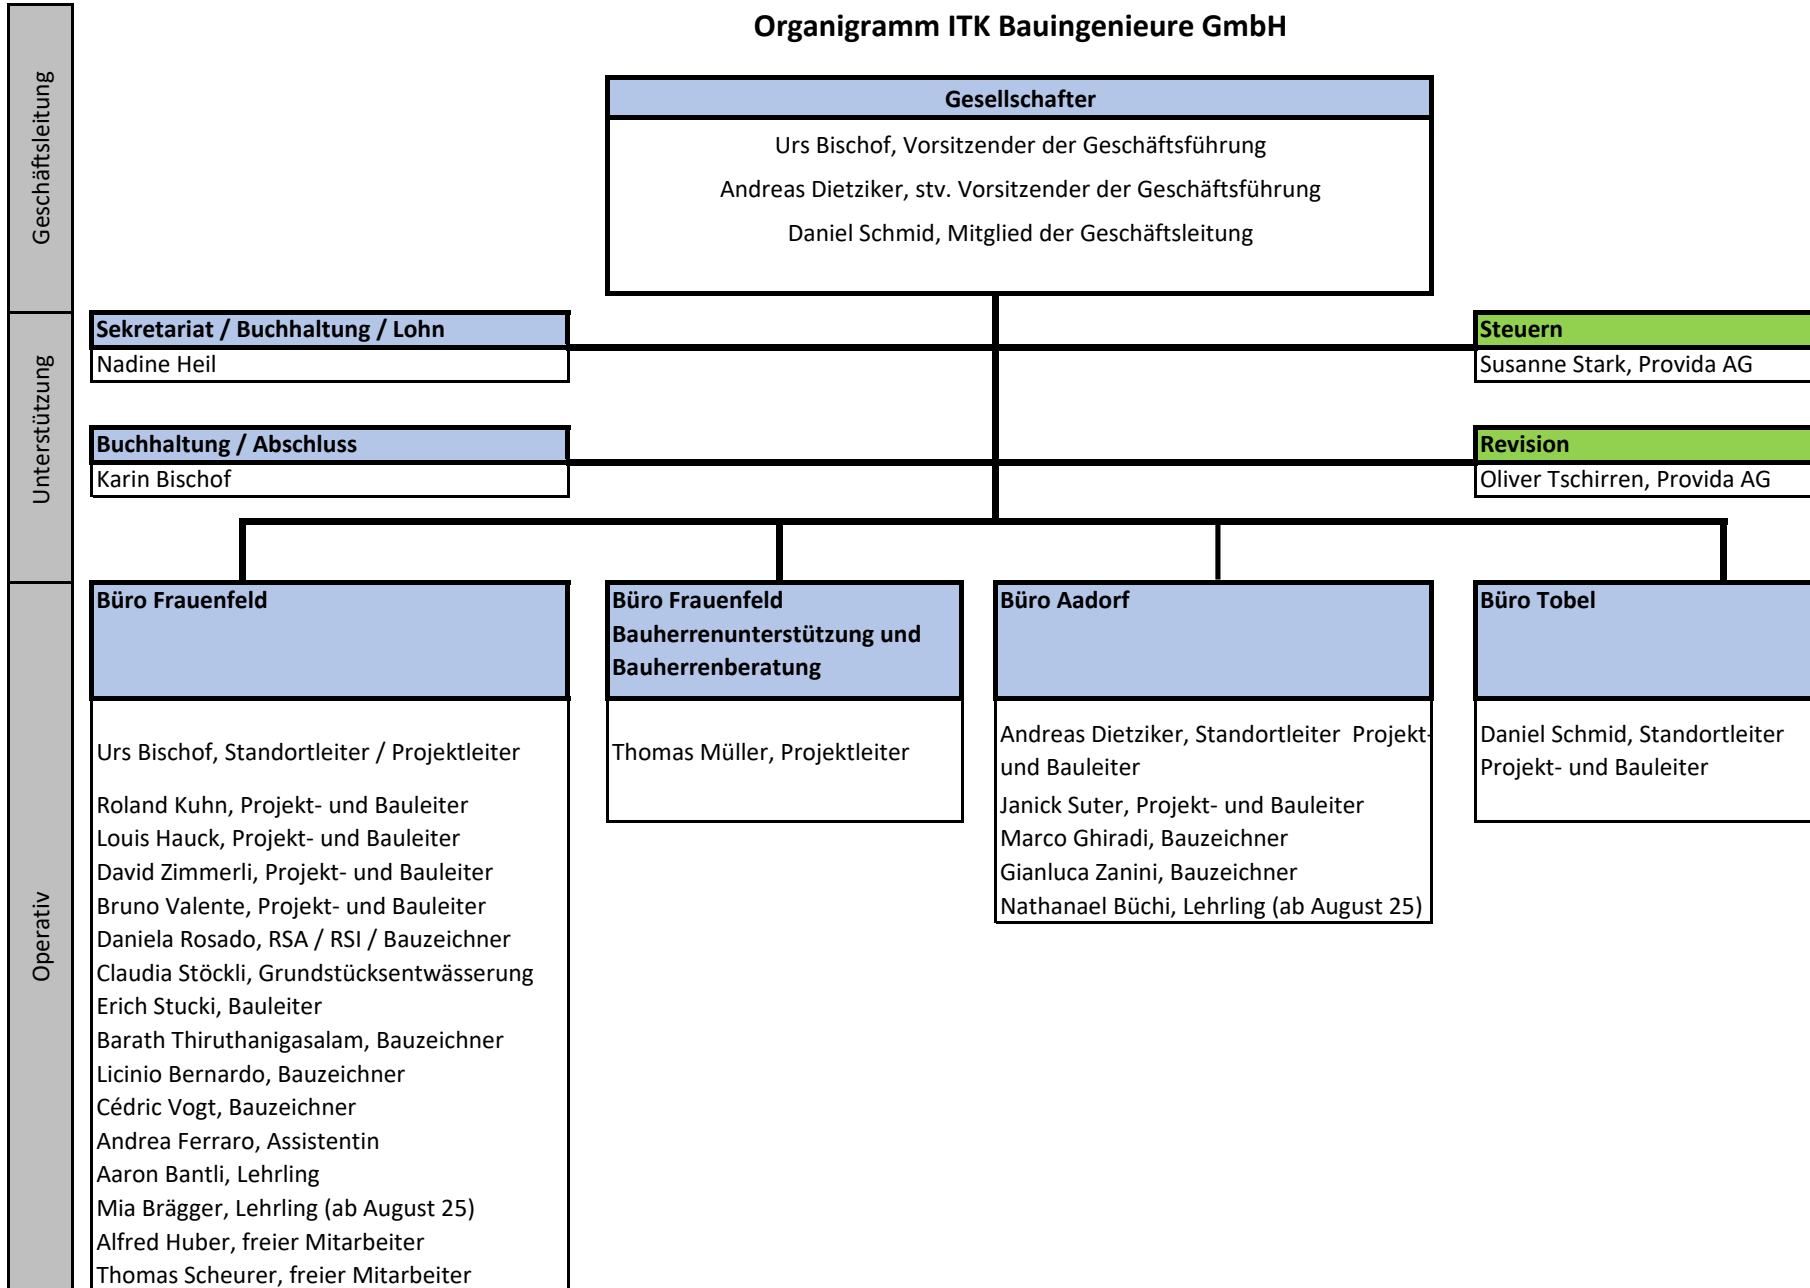 Organigramm ITK Bauingenieure GmbH
Geschäftsleitung
Gesellschafter
Urs Bischof, Vorsitzender der Geschäftsführung
Andreas Dietziker, stv. Vorsitzender der Geschäftsführung
Daniel Schmid, Mitglied der Geschäftsleitung
Unterstützung
Sekretariat / Buchhaltung / Lohn
Nadine Heil
Steuern
Susanne Stark, Provida AG
Buchhaltung / Abschluss
Karin Bischof
Revision
Oliver Tschirren, Provida AG
Operativ
Büro Frauenfeld
Urs Bischof, Standortleiter / Projektleiter
Roland Kuhn, Projekt- und Bauleiter
Louis Hauck, Projekt- und Bauleiter
David Zimmerli, Projekt- und Bauleiter
Bruno Valente, Projekt- und Bauleiter
Daniela Rosado, RSA / RSI / Bauzeichner
Claudia Stöckli, Grundstücksentwässerung
Erich Stucki, Bauleiter
Barath Thiruthanigasalam, Bauzeichner
Licinio Bernardo, Bauzeichner
Cédric Vogt, Bauzeichner
Andrea Ferraro, Assistentin
Aaron Bantli, Lehrling
Mia Brägger, Lehrling (ab August 25)
Alfred Huber, freier Mitarbeiter
Thomas Scheurer, freier Mitarbeiter
Büro Frauenfeld
Bauherrenunterstützung und
Bauherrenberatung
Thomas Müller, Projektleiter
Büro Aadorf
Andreas Dietziker, Standortleiter  Projekt-
und Bauleiter
Janick Suter, Projekt- und Bauleiter
Marco Ghiradi, Bauzeichner
Gianluca Zanini, Bauzeichner
Nathanael Büchi, Lehrling (ab August 25)
Büro Tobel
Daniel Schmid, Standortleiter
Projekt- und Bauleiter